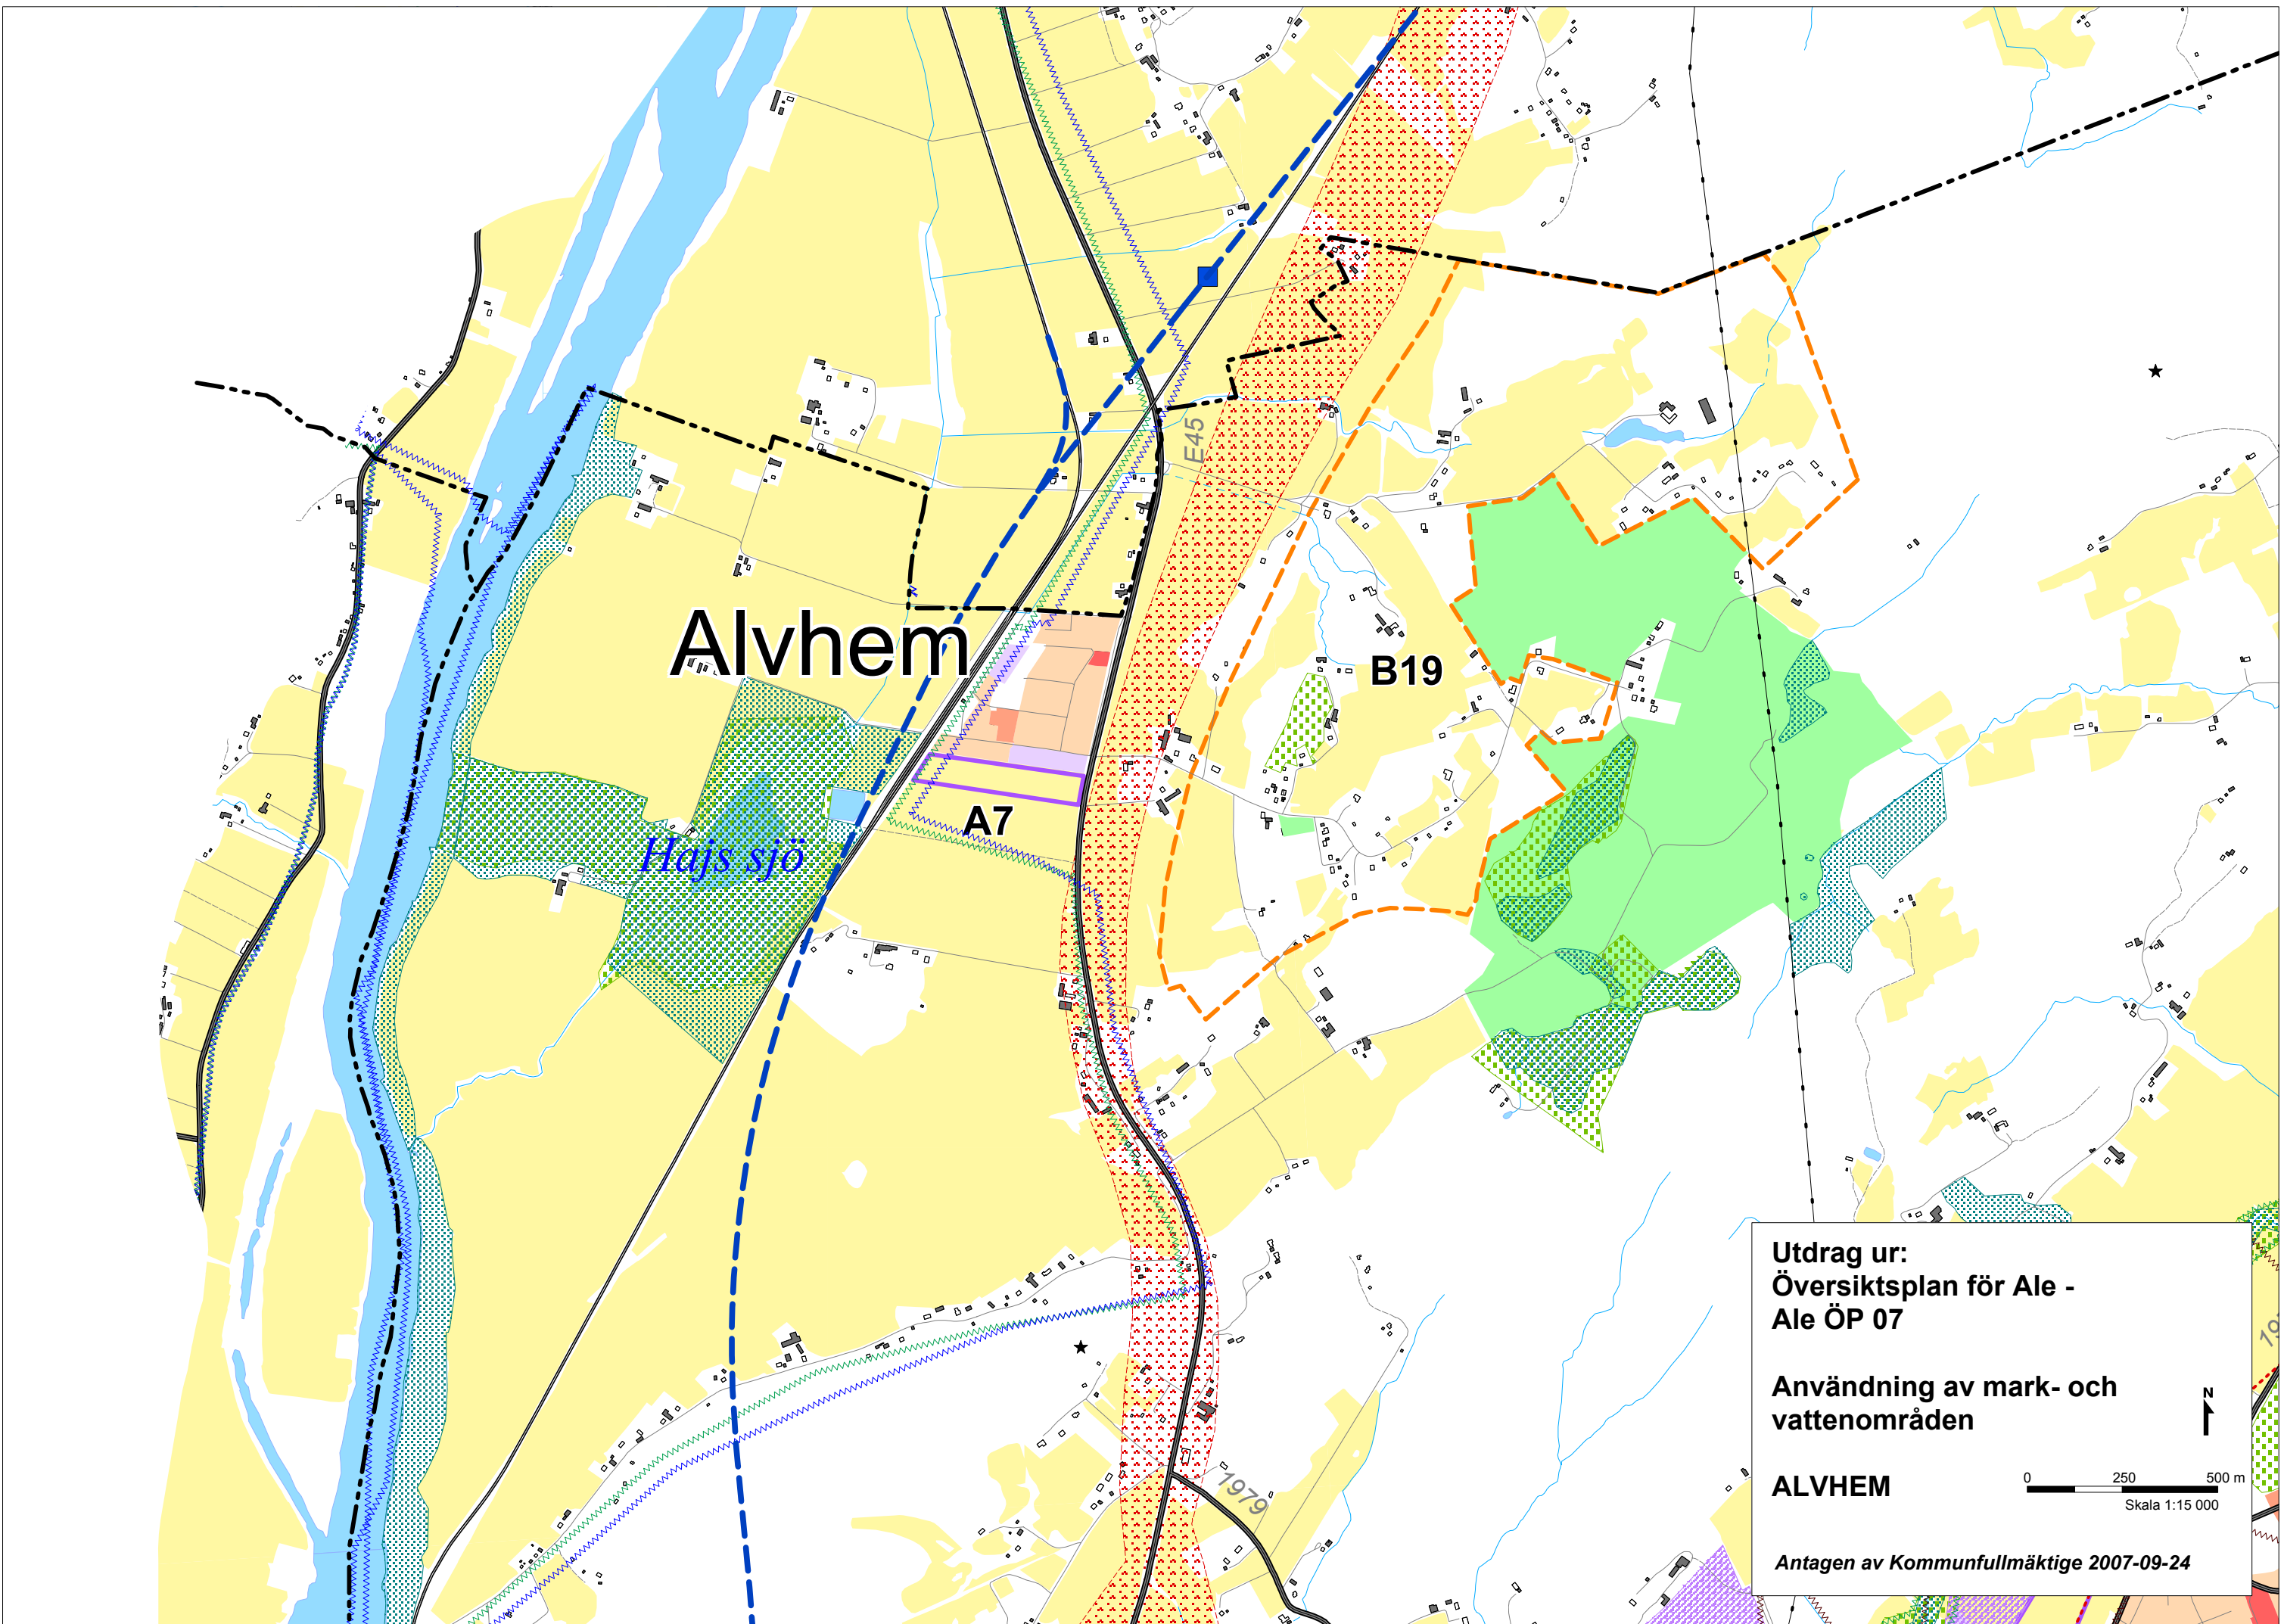 E45
Alvhem
B19
A7
Hajs sjö
1979
Utdrag ur:
Översiktsplan för Ale -
Ale ÖP 07
Användning av mark- och
vattenområden
N
ALVHEM
0 250 500 m
Skala 1:15 000
Antagen av Kommunfullmäktige 2007-09-24